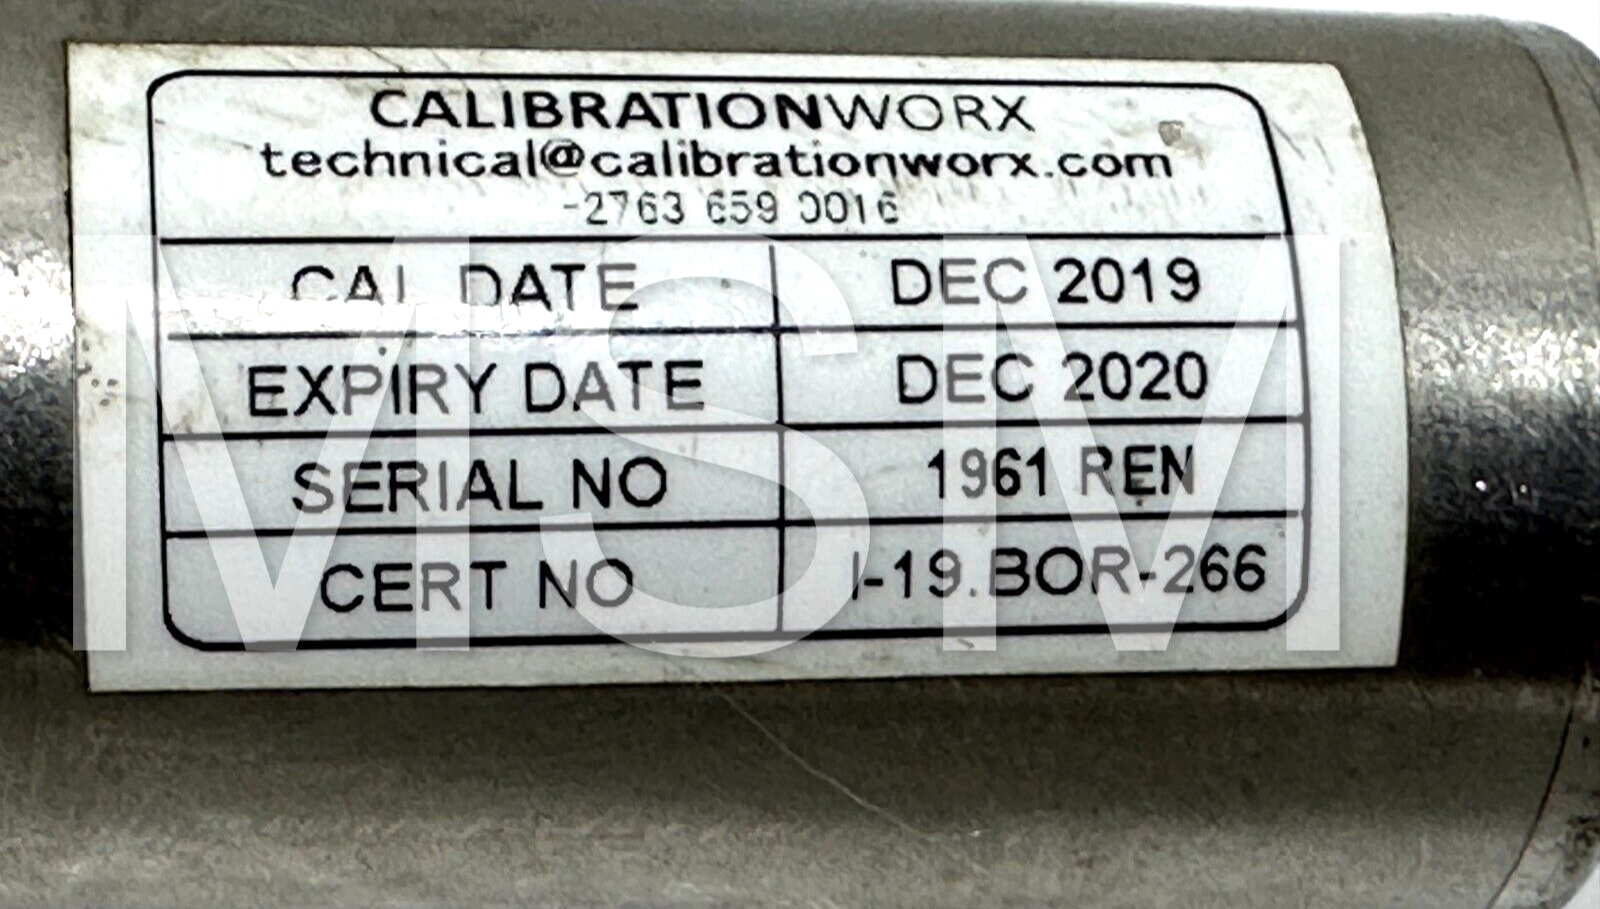 CALIBRATIONWORX
technical@calibrationworx.com
-2763 659 0016
CAL DATE DEC 2019
EXPIRY DATE DEC 2020
SERIAL NO 1961 REN
CERT NO I-19.BOR-266
MSM